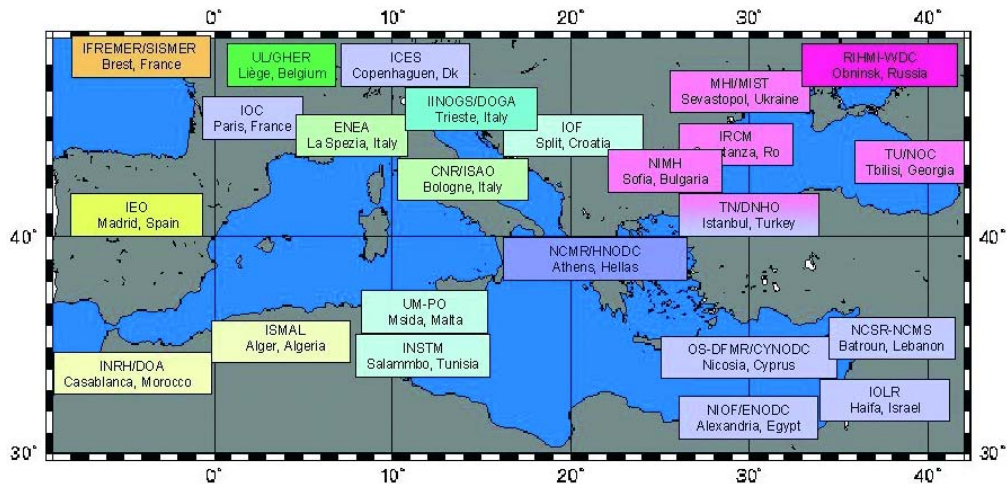 0° 10° 20° 30° 40°
IFREMER/SISMER
Brest, France
UL/GHER
Liège, Belgium
ICES
Copenhaguen, Dk
RIHMI-WDC
Obninsk, Russia
MHI/MIST
Sevastopol, Ukraine
IOC
Paris, France
IINOGS/DOGA
Trieste, Italy
ENEA
La Spezia, Italy
IOF
Split, Croatia
IRCM
tanza, Ro
NIMH
Sofia, Bulgaria
TU/NOC
Tbilisi, Georgia
CNR/ISAO
Bologne, Italy
IEO
Madrid, Spain
TN/DNHO
Istanbul, Turkey
40° 40°
NCMR/HNODC
Athens, Hellas
UM-PO
Msida, Malta
ISMAL
Alger, Algeria
INSTM
Salammbo, Tunisia
NCSR-NCMS
Batroun, Lebanon
OS-DFMR/CYNODC
Nicosia, Cyprus
INRH/DOA
Casablanca, Morocco
IOLR
Haifa, Israel
NIOF/ENODC
Alexandria, Egypt
30° 30°
0° 10° 20° 30° 40°